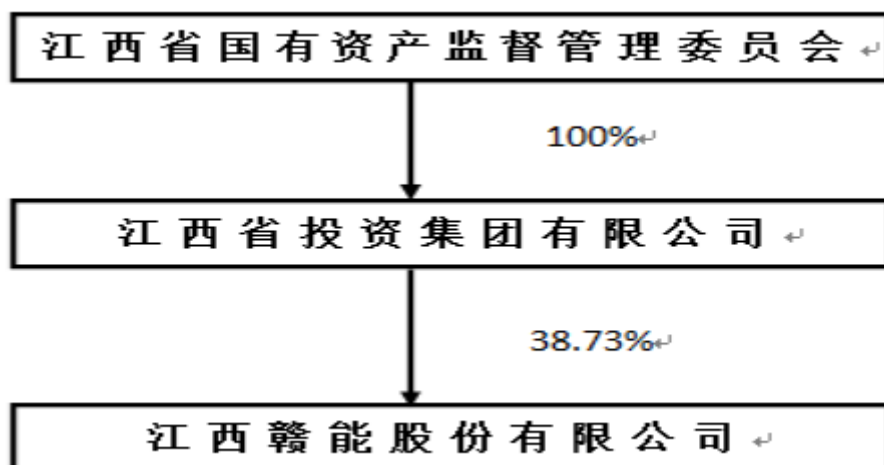 江西省国有资产监督管理委员会
100%
江西省投资集团有限公司
38.73%
江西赣能股份有限公司